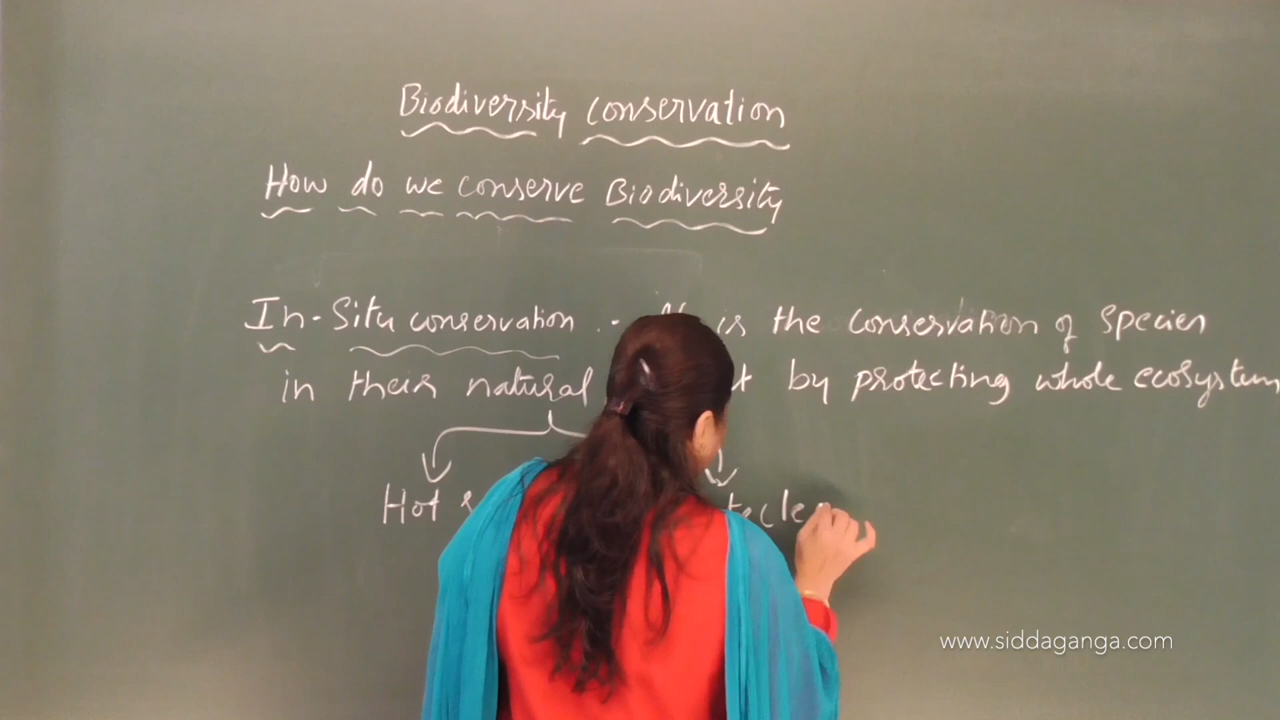 Biodiversity conservation
How do we conserve Biodiversity
In-Situ conservation :- It is the conservation of species
in their natural by protecting whole ecosystem
Hot
www.siddaganga.com